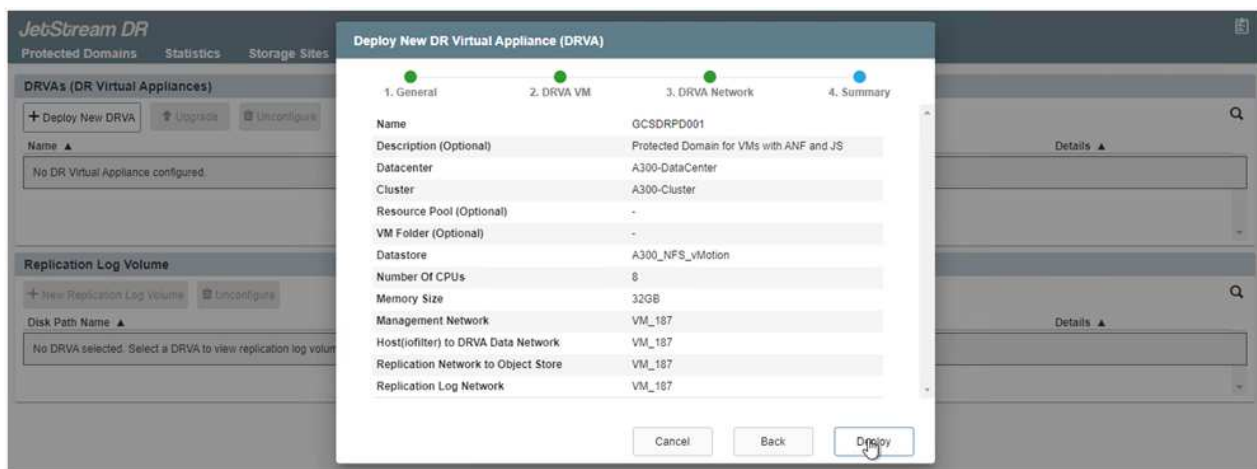 JetStream DR
Protected Domains Statistics Storage Sites
DRVAs (DR Virtual Appliances)
+ Deploy New DRVA Upgrade Unconfigure
Name ▲ Details ▲
No DR Virtual Appliance configured.
Replication Log Volume
+ New Replication Log Volume Unconfigure
Disk Path Name ▲ Details ▲
No DRVA selected. Select a DRVA to view replication log volum
Deploy New DR Virtual Appliance (DRVA)
1. General 2. DRVA VM 3. DRVA Network 4. Summary
Name GCSDRPD001
Description (Optional) Protected Domain for VMs with ANF and JS
Datacenter A300-DataCenter
Cluster A300-Cluster
Resource Pool (Optional) -
VM Folder (Optional) -
Datastore A300_NFS_vMotion
Number Of CPUs 8
Memory Size 32GB
Management Network VM_187
Host(iofilter) to DRVA Data Network VM_187
Replication Network to Object Store VM_187
Replication Log Network VM_187
Cancel Back Deploy